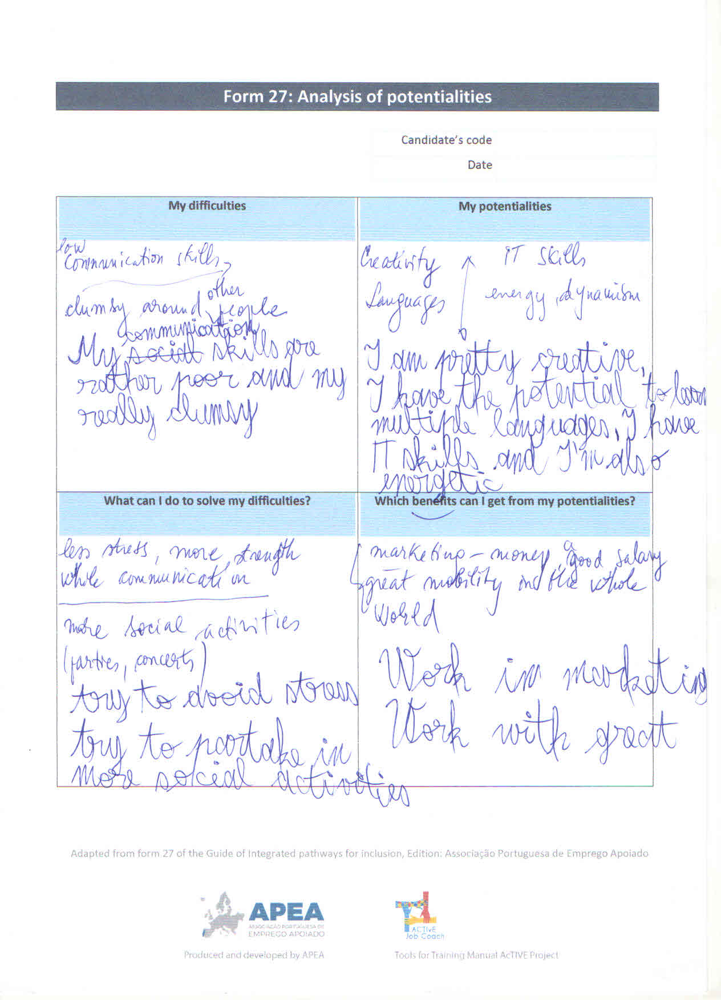 Form 27: Analysis of potentialities
Candidate's code
Date
My difficulties
low
communication skills,
clumsy around other people
communication
My social skills are
rather poor and my
really clumsy
My potentialities
Creativity
IT skills
Languages
energy, dynamism
I am pretty creative,
I have the potential to learn
multiple languages, I have
IT skills and I'm also
energetic
What can I do to solve my difficulties?
less stress, more strength
while communication
more social activities
(parties, concerts)
try to avoid stress
try to partake in
more social activities
Which benefits can I get from my potentialities?
marketing - money, a good salary
great mobility in the whole
world
Work in marketing
Work with great
Adapted from form 27 of the Guide of Integrated pathways for inclusion, Edition: Associação Portuguesa de Emprego Apoiado
APEA
ASSOCIAÇÃO PORTUGUESA DE
EMPREGO APOIADO
ACTIVE
Job Coach
Produced and developed by APEA
Tools for Training Manual AcTIVE Project